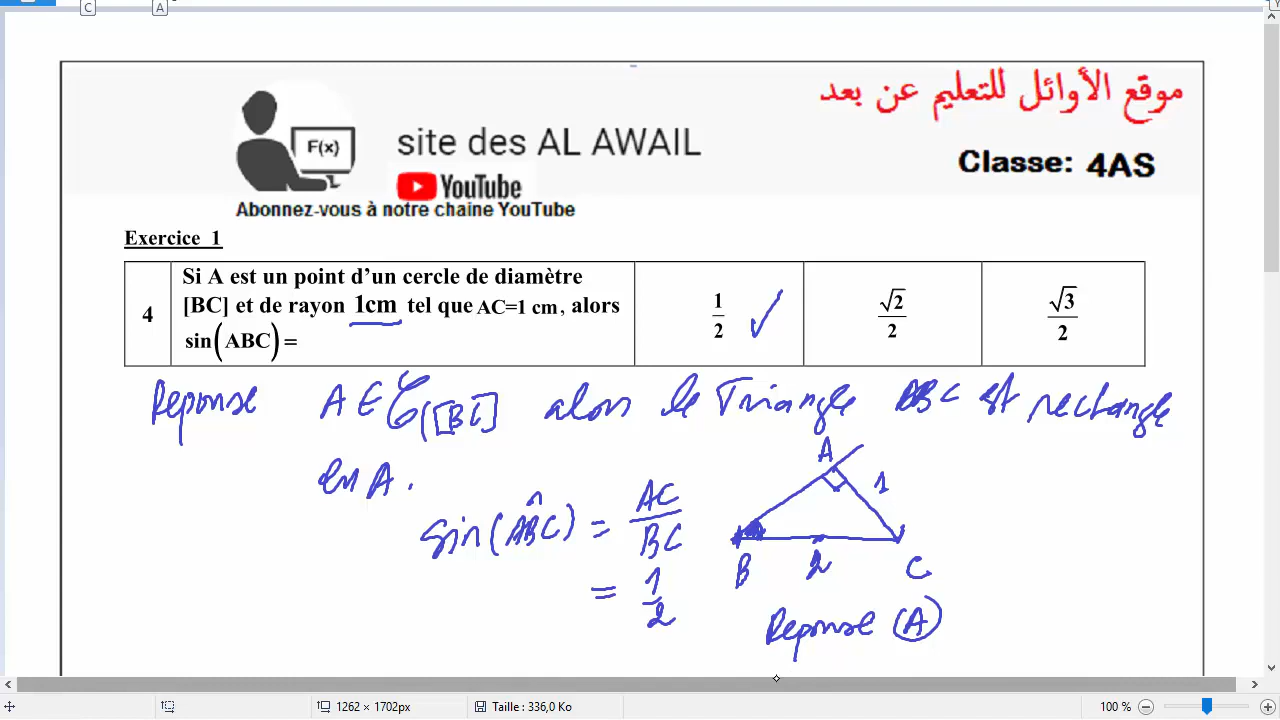 C A
موقع الأوائل للتعليم عن بعد
F(x)
site des AL AWAIL
Classe: 4AS
YouTube
Abonnez-vous à notre chaine YouTube
Exercice 1
4
Si A est un point d'un cercle de diamètre
[BC] et de rayon 1cm tel que AC=1 cm, alors
sin(ABC) =
1/2 ✓
√2/2
√3/2
Reponse A ∈ C([BC] alors le Triangle ABC est rectangle
en A.
sin(ABC) = AC/BC
= 1/2
A
1
B 2 C
Reponse (A)
1262 × 1702px
Taille : 336,0 Ko
100 %